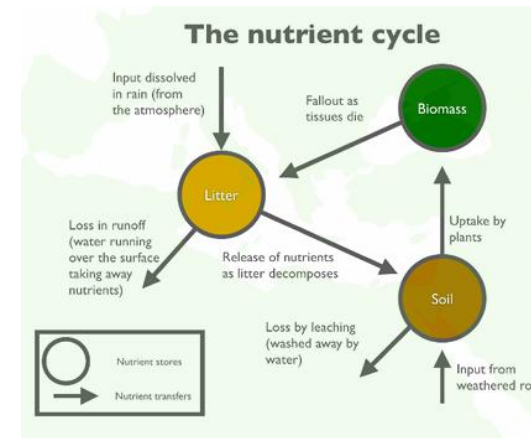 The nutrient cycle
Input dissolved
in rain (from
the atmosphere)
Fallout as
tissues die
Biomass
Litter
Loss in runoff
(water running
over the surface
taking away
nutrients)
Release of nutrients
as litter decomposes
Uptake by
plants
Soil
Loss by leaching
(washed away by
water)
Input from
weathered ro
Nutrient stores
Nutrient transfers